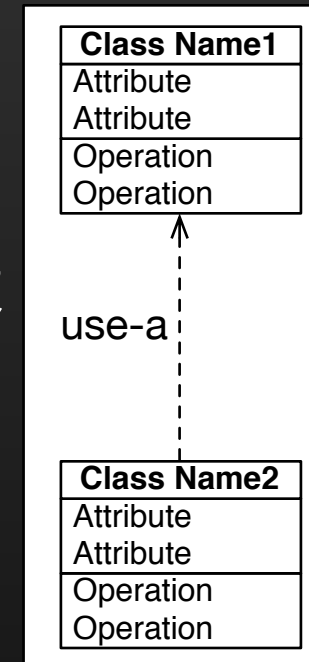 Class Name1
Attribute
Attribute
Operation
Operation
use-a
Class Name2
Attribute
Attribute
Operation
Operation